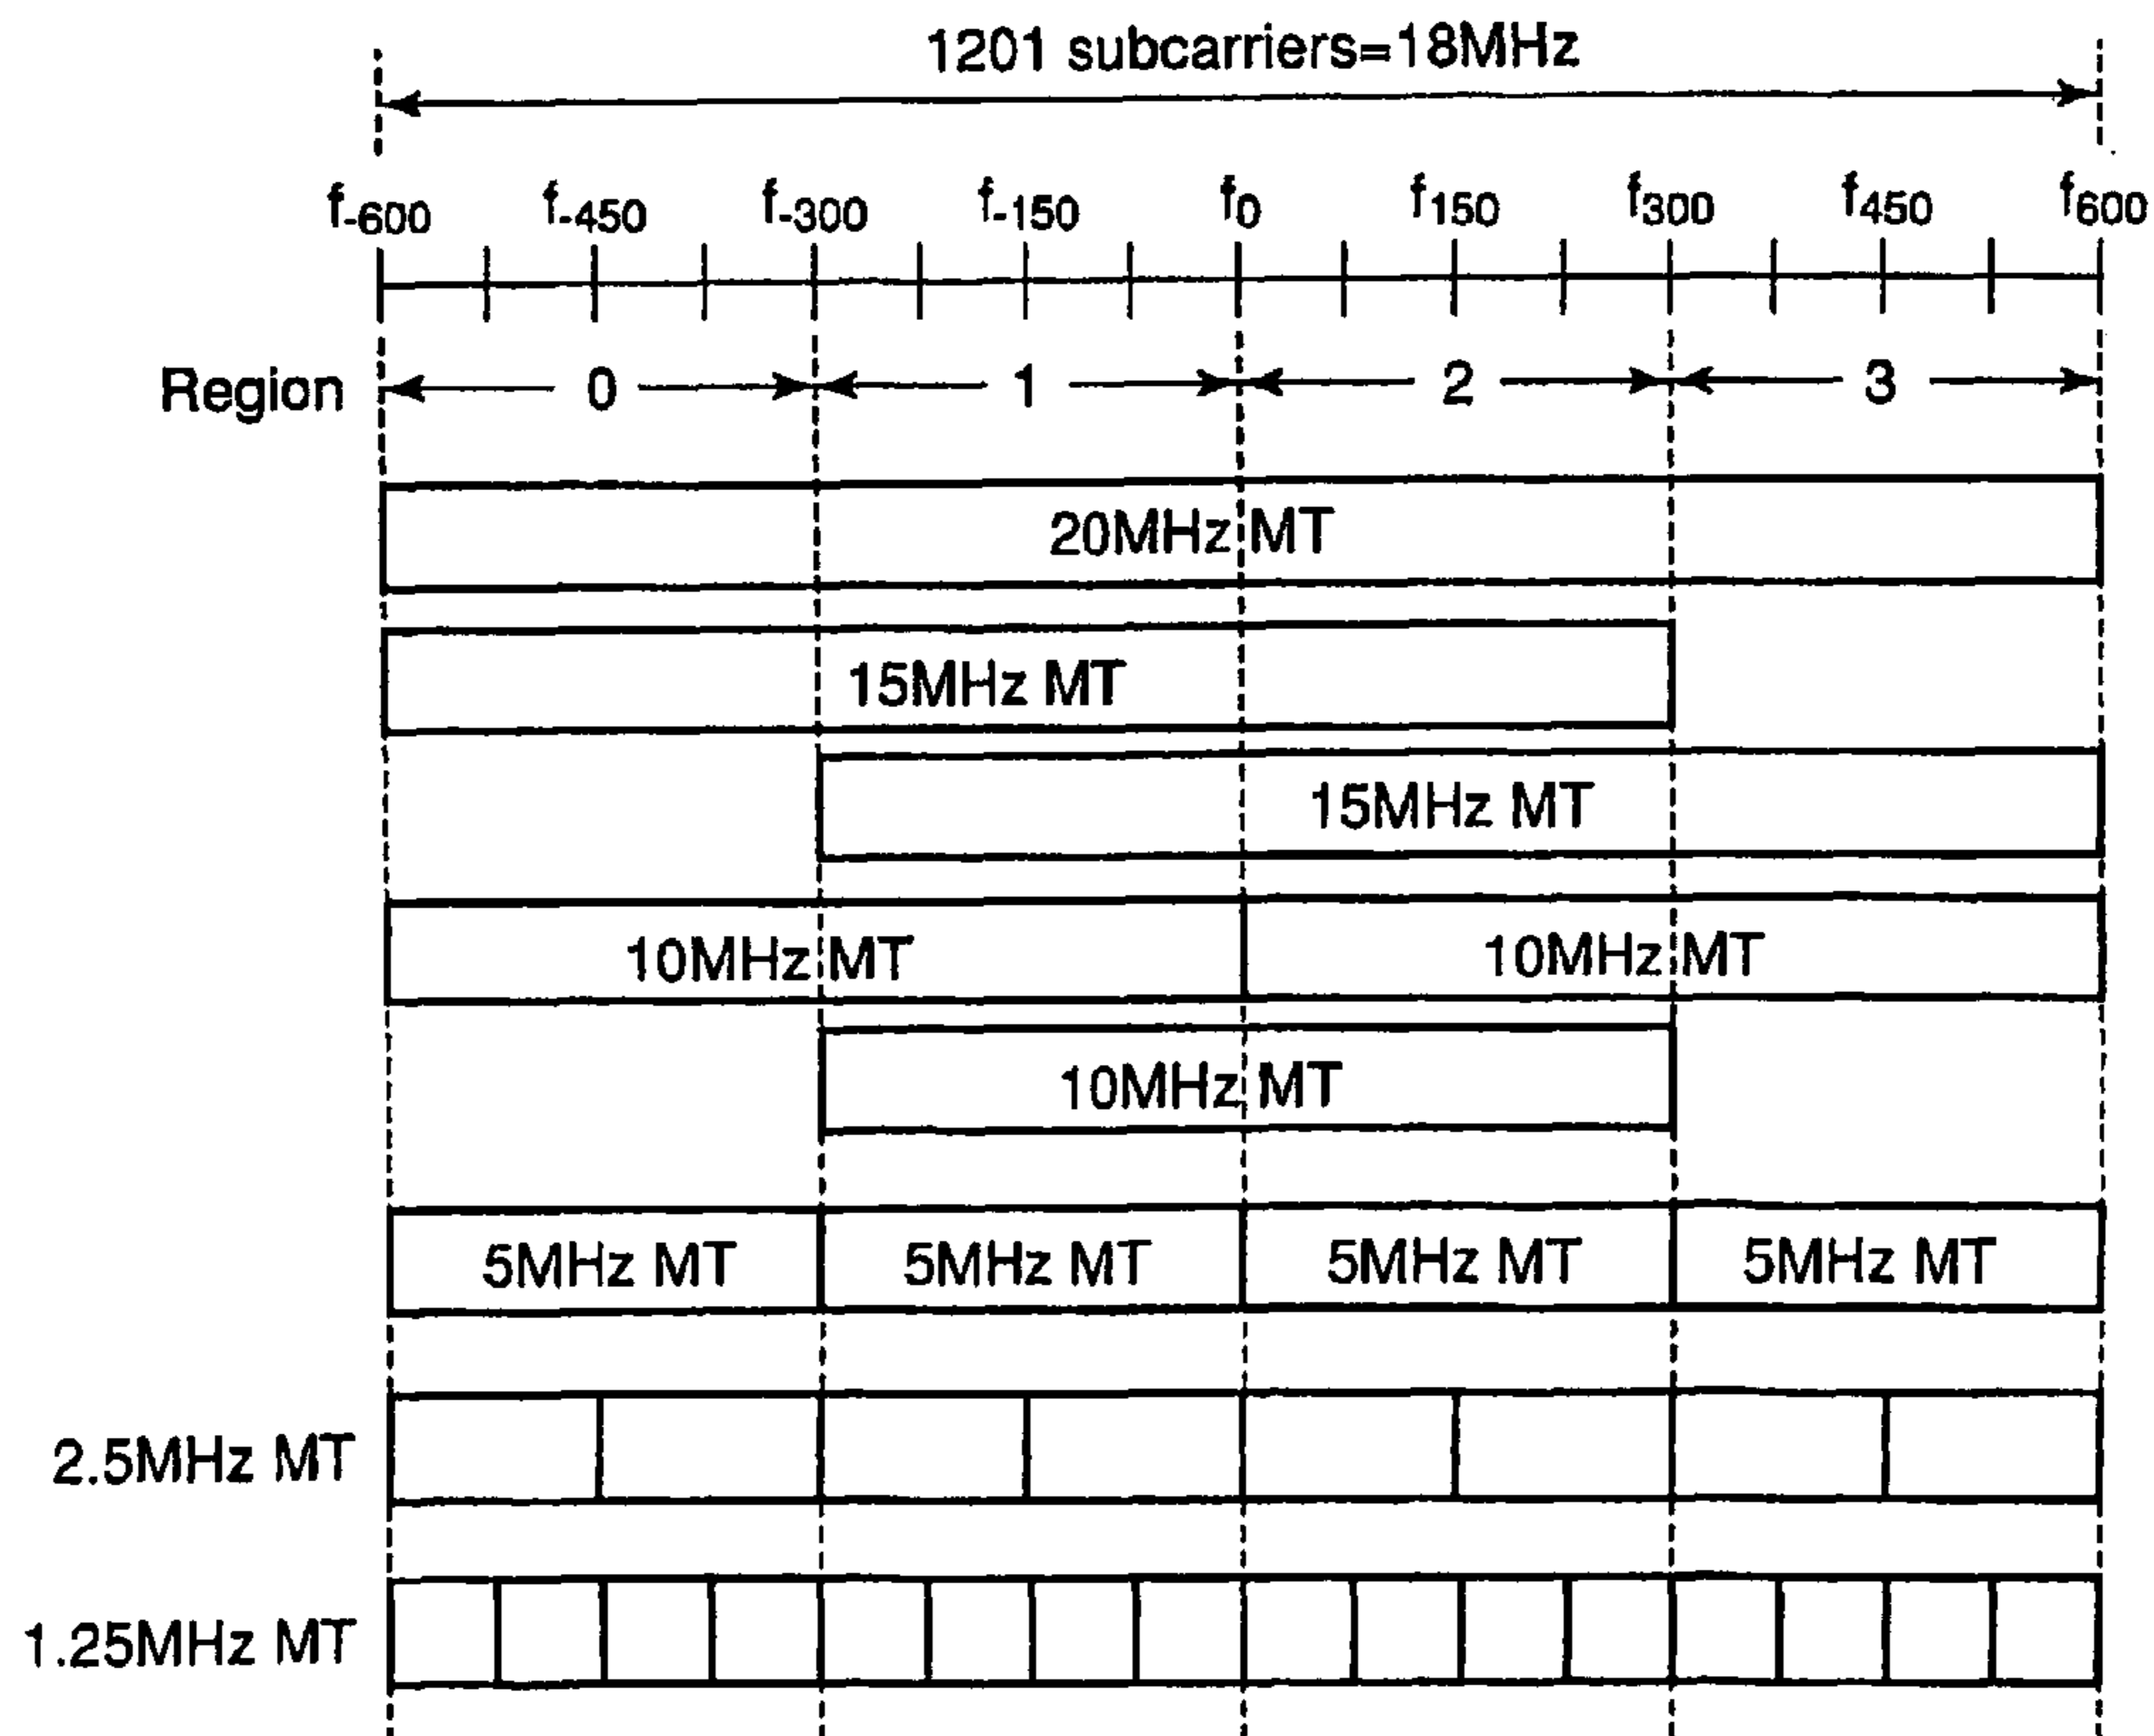 1201 subcarriers=18MHz
f-600 f-450 f-300 f-150 f0 f150 f300 f450 f600
Region 0 1 2 3
20MHz MT
15MHz MT
15MHz MT
10MHz MT 10MHz MT
10MHz MT
5MHz MT 5MHz MT 5MHz MT 5MHz MT
2.5MHz MT
1.25MHz MT